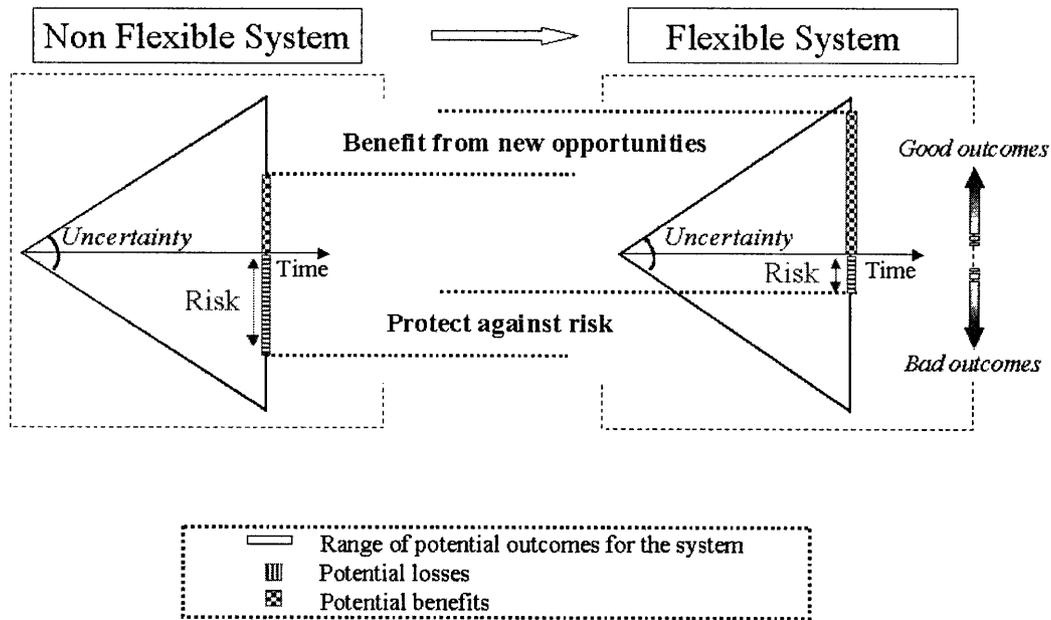 Non Flexible System
Flexible System
Benefit from new opportunities
Good outcomes
Uncertainty
Time
Risk
Uncertainty
Time
Risk
Protect against risk
Bad outcomes
Range of potential outcomes for the system
Potential losses
Potential benefits